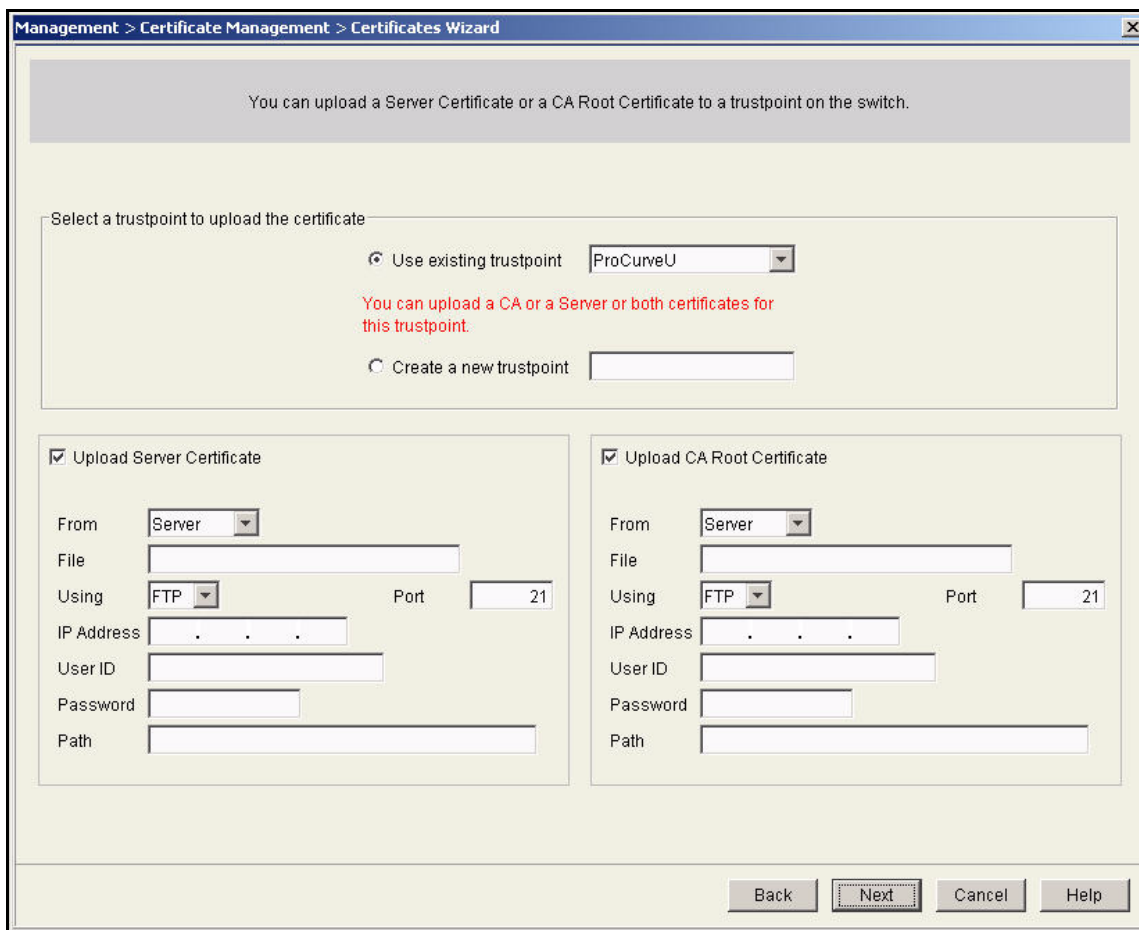 Management > Certificate Management > Certificates Wizard
You can upload a Server Certificate or a CA Root Certificate to a trustpoint on the switch.
Select a trustpoint to upload the certificate
Use existing trustpoint ProCurveU
You can upload a CA or a Server or both certificates for
this trustpoint.
Create a new trustpoint
Upload Server Certificate
From Server
File
Using FTP Port 21
IP Address . . .
User ID
Password
Path
Upload CA Root Certificate
From Server
File
Using FTP Port 21
IP Address . . .
User ID
Password
Path
Back Next Cancel Help